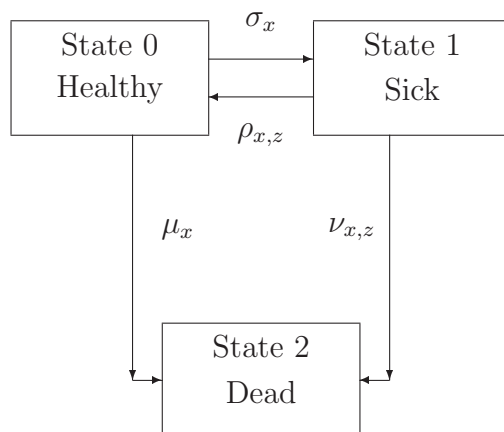 State 0
Healthy
σ_x
State 1
Sick
ρ_{x,z}
μ_x
ν_{x,z}
State 2
Dead